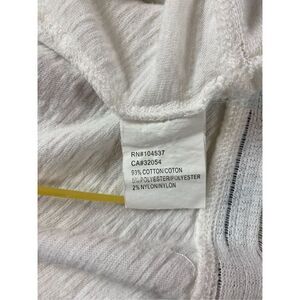 RN#104537
CA#32054
93% COTTON/COTON
5% POLYESTER/POLYESTER
2% NYLON/NYLON